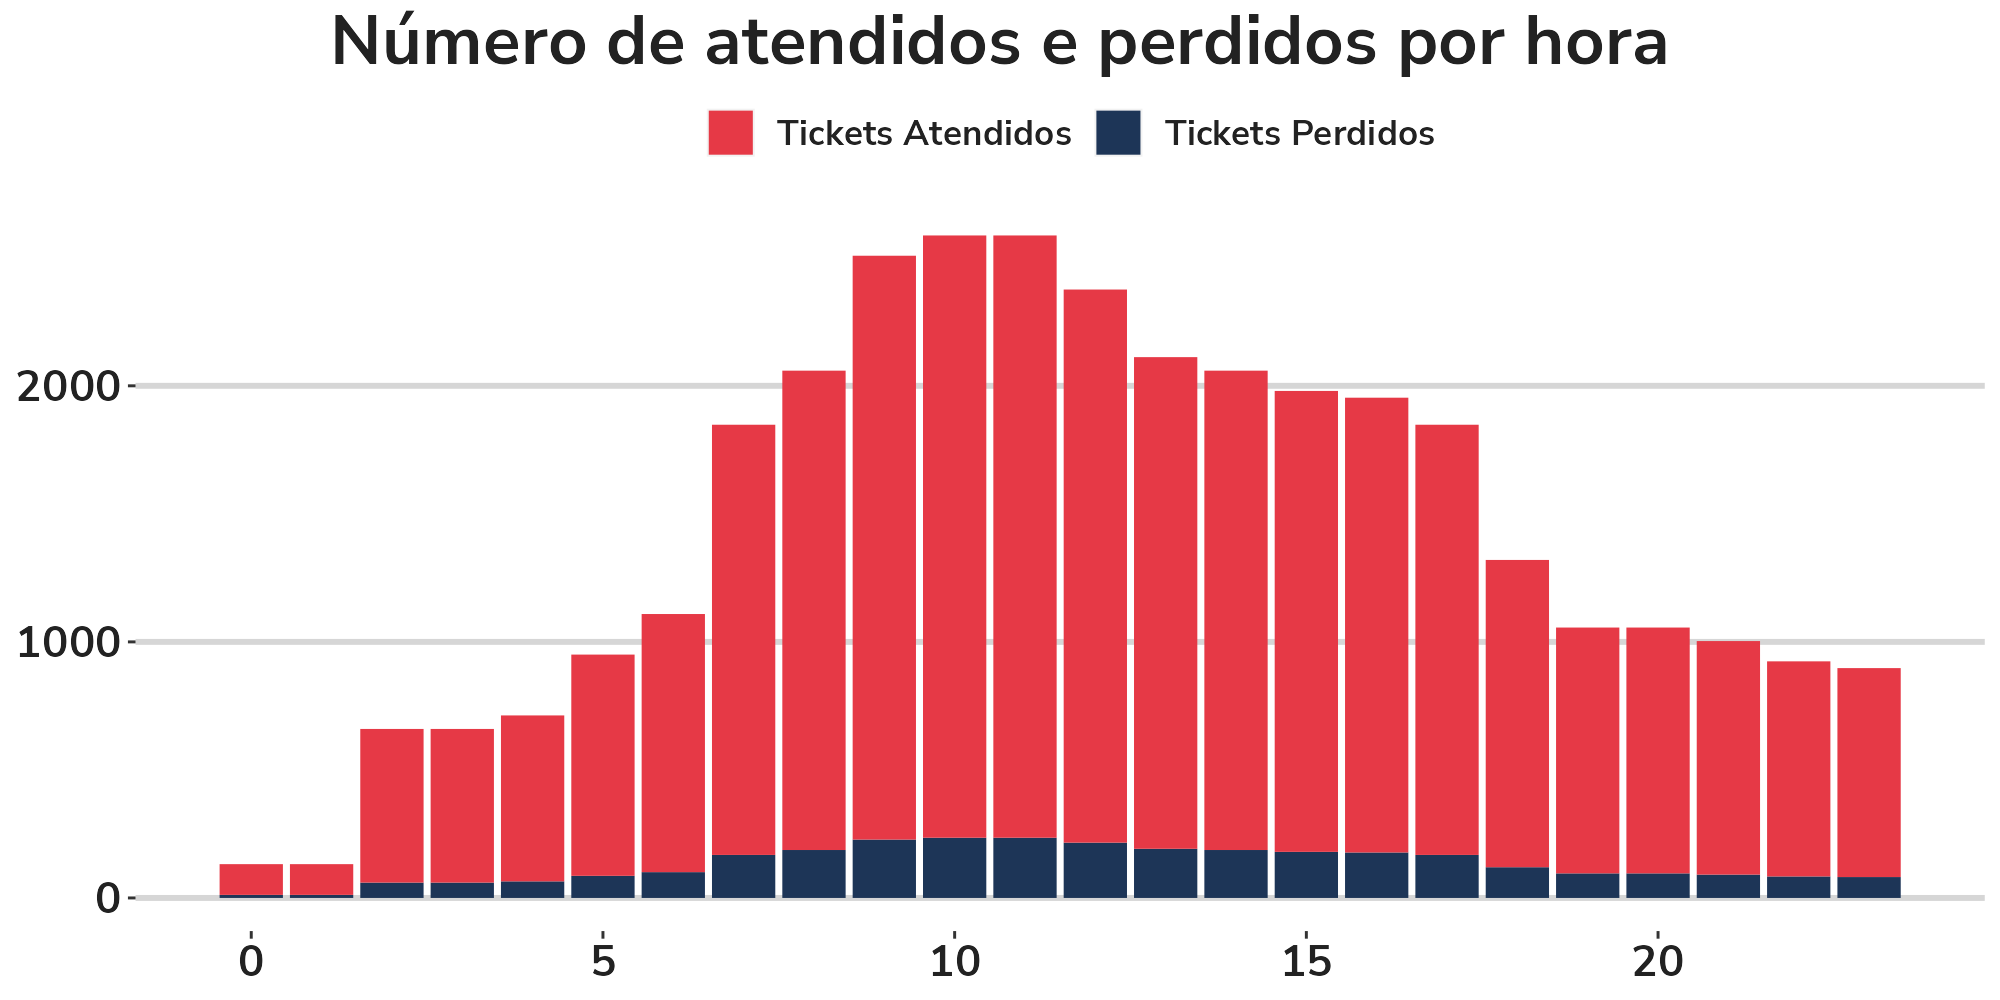 Número de atendidos e perdidos por hora
Tickets Atendidos Tickets Perdidos
2000
1000
0
0 5 10 15 20